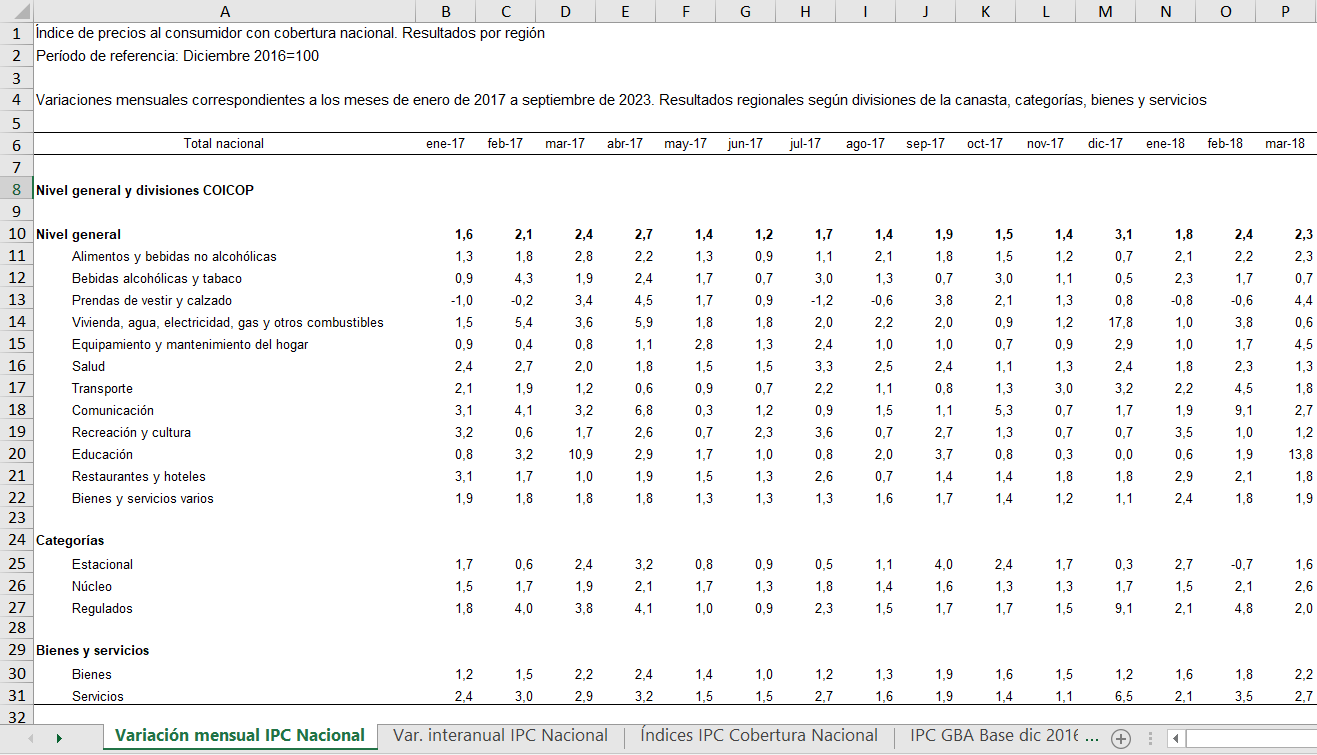 A B C D E F G H I J K L M N O P
1 Índice de precios al consumidor con cobertura nacional. Resultados por región
2 Período de referencia: Diciembre 2016=100
3
4 Variaciones mensuales correspondientes a los meses de enero de 2017 a septiembre de 2023. Resultados regionales según divisiones de la canasta, categorías, bienes y servicios
5
6 Total nacional ene-17 feb-17 mar-17 abr-17 may-17 jun-17 jul-17 ago-17 sep-17 oct-17 nov-17 dic-17 ene-18 feb-18 mar-18
7
8 Nivel general y divisiones COICOP
9
10 Nivel general 1,6 2,1 2,4 2,7 1,4 1,2 1,7 1,4 1,9 1,5 1,4 3,1 1,8 2,4 2,3
11 Alimentos y bebidas no alcohólicas 1,3 1,8 2,8 2,2 1,3 0,9 1,1 2,1 1,8 1,5 1,2 0,7 2,1 2,2 2,3
12 Bebidas alcohólicas y tabaco 0,9 4,3 1,9 2,4 1,7 0,7 3,0 1,3 0,7 3,0 1,1 0,5 2,3 1,7 0,7
13 Prendas de vestir y calzado -1,0 -0,2 3,4 4,5 1,7 0,9 -1,2 -0,6 3,8 2,1 1,3 0,8 -0,8 -0,6 4,4
14 Vivienda, agua, electricidad, gas y otros combustibles 1,5 5,4 3,6 5,9 1,8 1,8 2,0 2,2 2,0 0,9 1,2 17,8 1,0 3,8 0,6
15 Equipamiento y mantenimiento del hogar 0,9 0,4 0,8 1,1 2,8 1,3 2,4 1,0 1,0 0,7 0,9 2,9 1,0 1,7 4,5
16 Salud 2,4 2,7 2,0 1,8 1,5 1,5 3,3 2,5 2,4 1,1 1,3 2,4 1,8 2,3 1,3
17 Transporte 2,1 1,9 1,2 0,6 0,9 0,7 2,2 1,1 0,8 1,3 3,0 3,2 2,2 4,5 1,8
18 Comunicación 3,1 4,1 3,2 6,8 0,3 1,2 0,9 1,5 1,1 5,3 0,7 1,7 1,9 9,1 2,7
19 Recreación y cultura 3,2 0,6 1,7 2,6 0,7 2,3 3,6 0,7 2,7 1,3 0,7 0,7 3,5 1,0 1,2
20 Educación 0,8 3,2 10,9 2,9 1,7 1,0 0,8 2,0 3,7 0,8 0,3 0,0 0,6 1,9 13,8
21 Restaurantes y hoteles 3,1 1,7 1,0 1,9 1,5 1,3 2,6 0,7 1,4 1,4 1,8 1,8 2,9 2,1 1,8
22 Bienes y servicios varios 1,9 1,8 1,8 1,8 1,3 1,3 1,3 1,6 1,7 1,4 1,2 1,1 2,4 1,8 1,9
23
24 Categorías
25 Estacional 1,7 0,6 2,4 3,2 0,8 0,9 0,5 1,1 4,0 2,4 1,7 0,3 2,7 -0,7 1,6
26 Núcleo 1,5 1,7 1,9 2,1 1,7 1,3 1,8 1,4 1,6 1,3 1,3 1,7 1,5 2,1 2,6
27 Regulados 1,8 4,0 3,8 4,1 1,0 0,9 2,3 1,5 1,7 1,7 1,5 9,1 2,1 4,8 2,0
28
29 Bienes y servicios
30 Bienes 1,2 1,5 2,2 2,4 1,4 1,0 1,2 1,3 1,9 1,6 1,5 1,2 1,6 1,8 2,2
31 Servicios 2,4 3,0 2,9 3,2 1,5 1,5 2,7 1,6 1,9 1,4 1,1 6,5 2,1 3,5 2,7
32
Variación mensual IPC Nacional Var. interanual IPC Nacional Índices IPC Cobertura Nacional IPC GBA Base dic 2016 ...